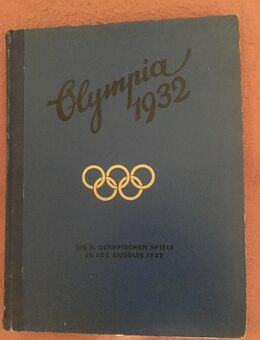 Olympia
1932
DIE X. OLYMPISCHEN SPIELE
IN LOS ANGELES 1932